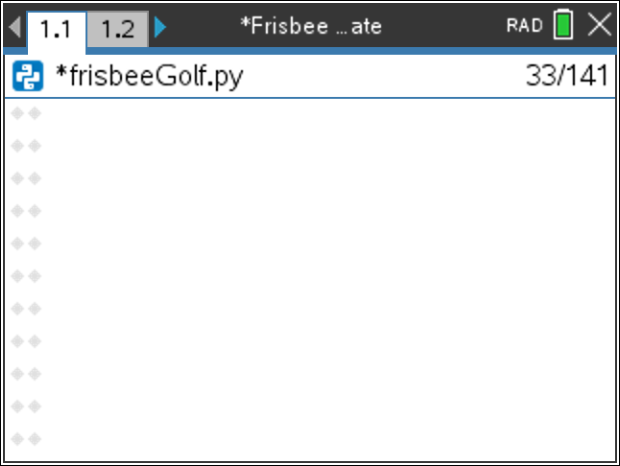 1.1 1.2 *Frisbee ...ate RAD
*frisbeeGolf.py 33/141